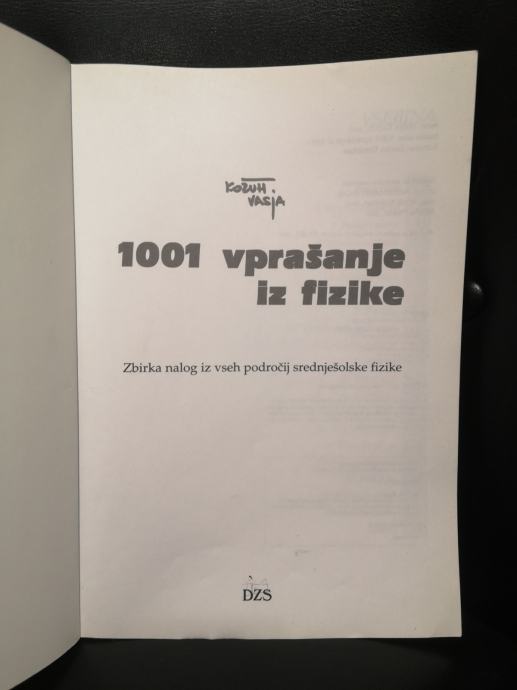 KOŽUH
VASJA
1001 vprašanje
iz fizike
Zbirka nalog iz vseh področij srednješolske fizike
DZS